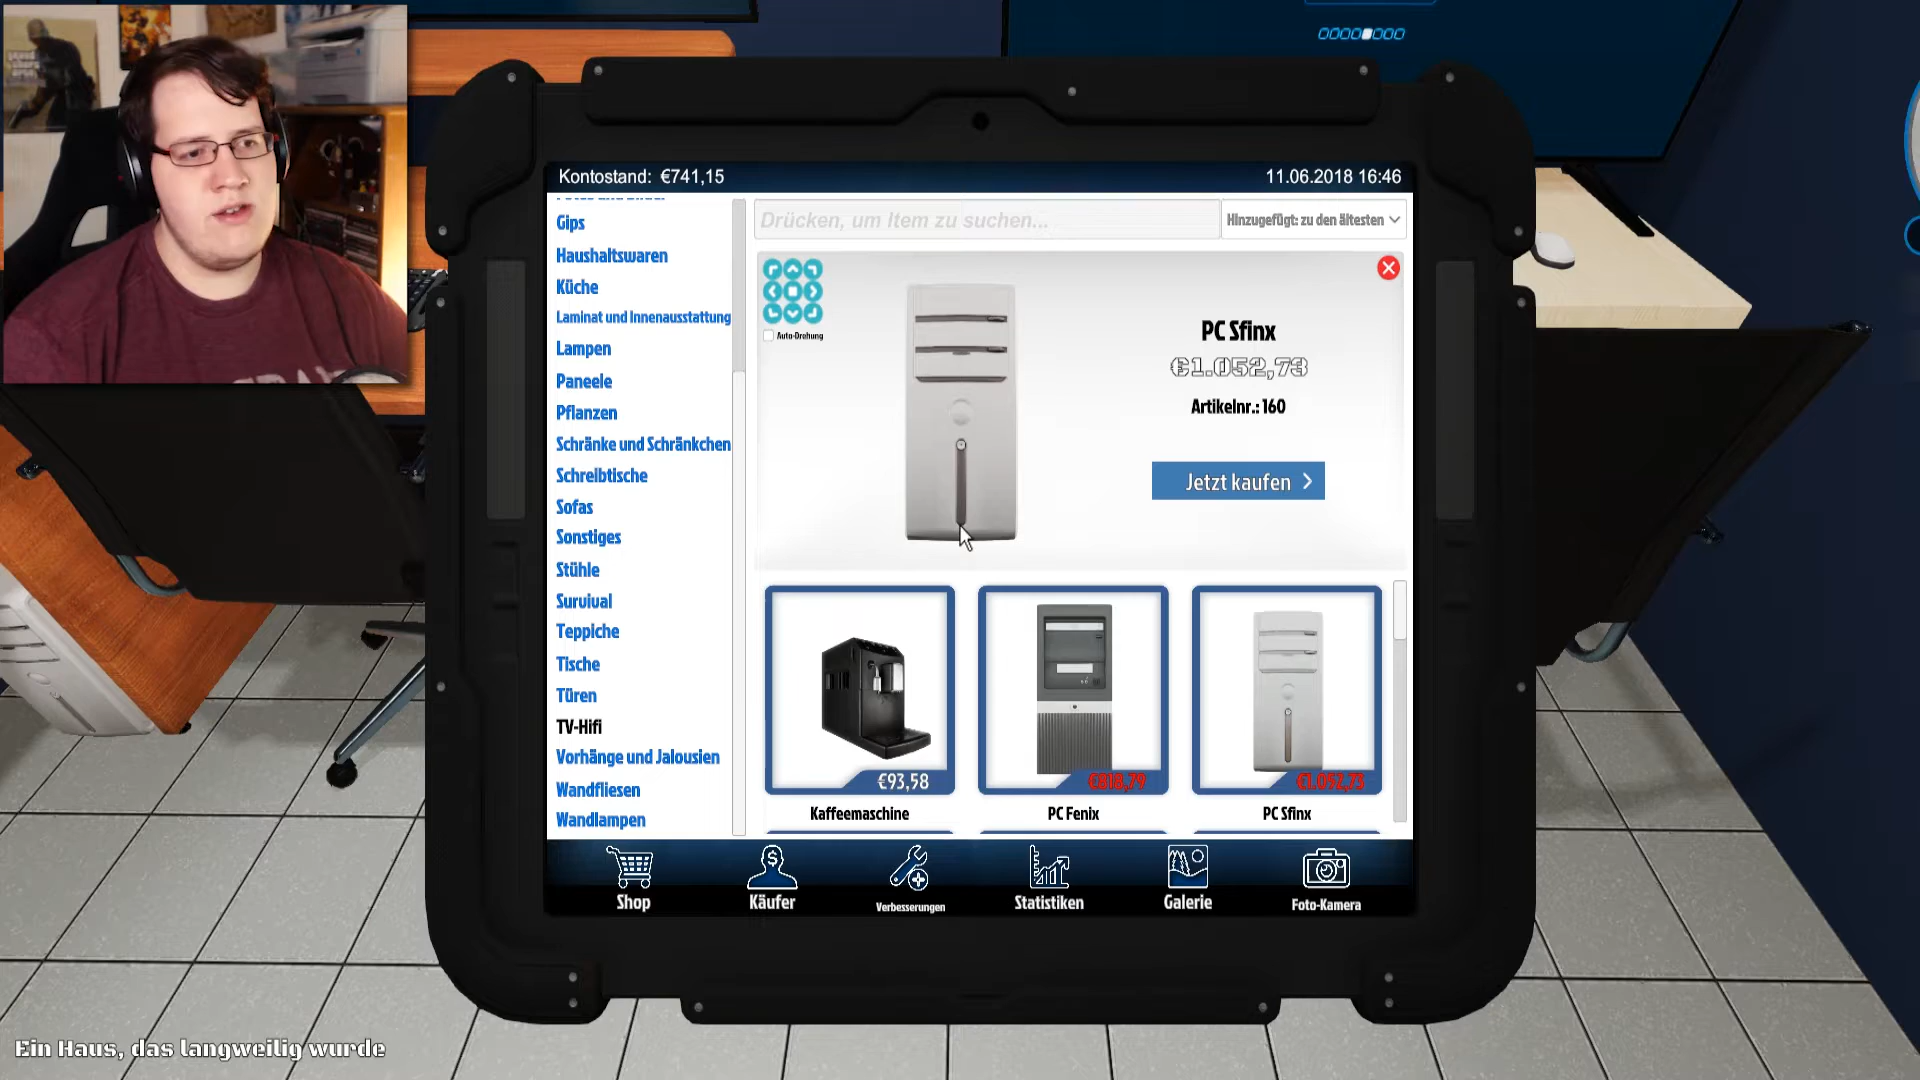 Kontostand: €741,15
11.06.2018 16:46
Gips
Haushaltswaren
Küche
Laminat und Innenausstattung
Lampen
Paneele
Pflanzen
Schränke und Schränkchen
Schreibtische
Sofas
Sonstiges
Stühle
Survival
Teppiche
Tische
Türen
TV-Hifi
Vorhänge und Jalousien
Wandfliesen
Wandlampen
Drücken, um Item zu suchen...
Hinzugefügt: zu den ältesten
Auto-Drehung
PC Sfinx
€1.052,73
Artikelnr.: 160
Jetzt kaufen
€93,58
Kaffeemaschine
€818,79
PC Fenix
€1.052,73
PC Sfinx
Shop
Käufer
Verbesserungen
Statistiken
Galerie
Foto-Kamera
Ein Haus, das langweilig wurde